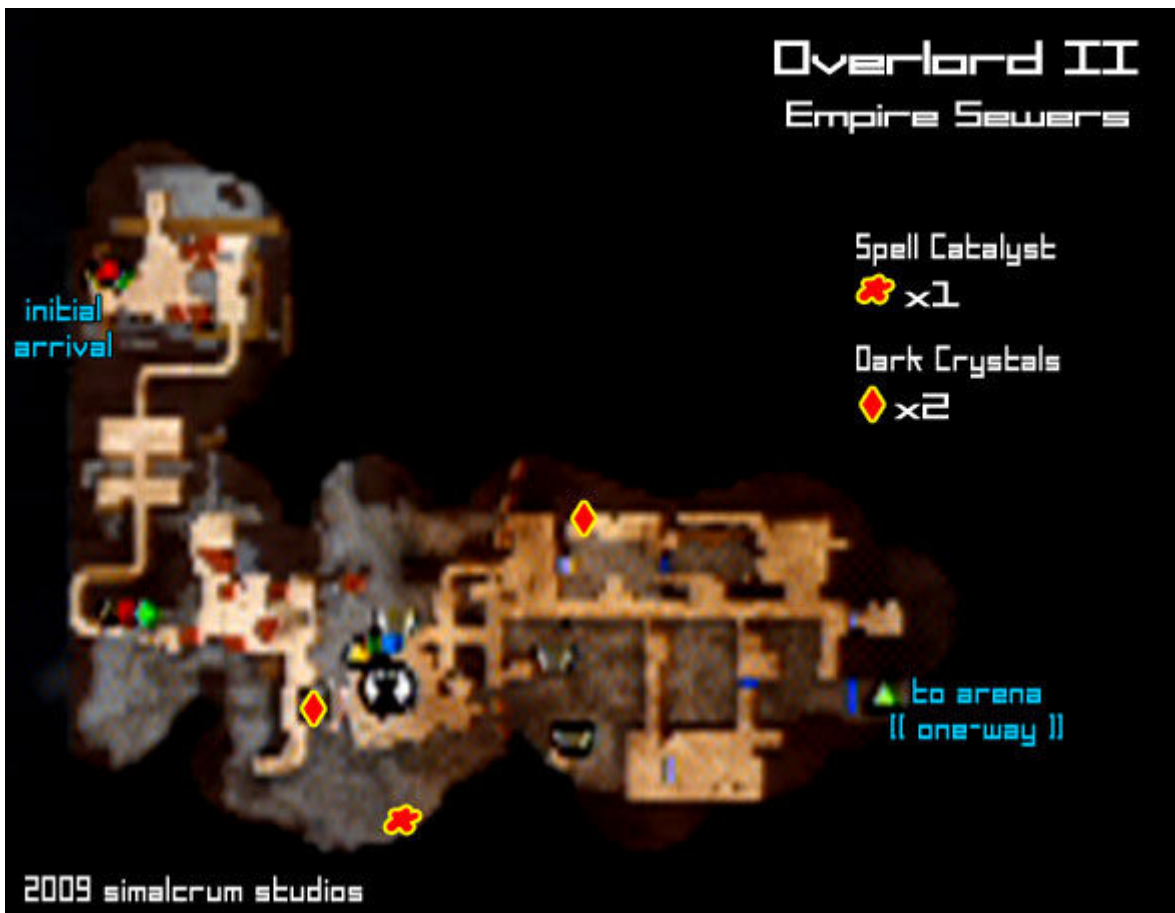 Overlord II
Empire Sewers
Spell Catalyst
x1
initial
arrival
Dark Crystals
x2
to arena
[[ one-way ]]
2009 simalcrum studios